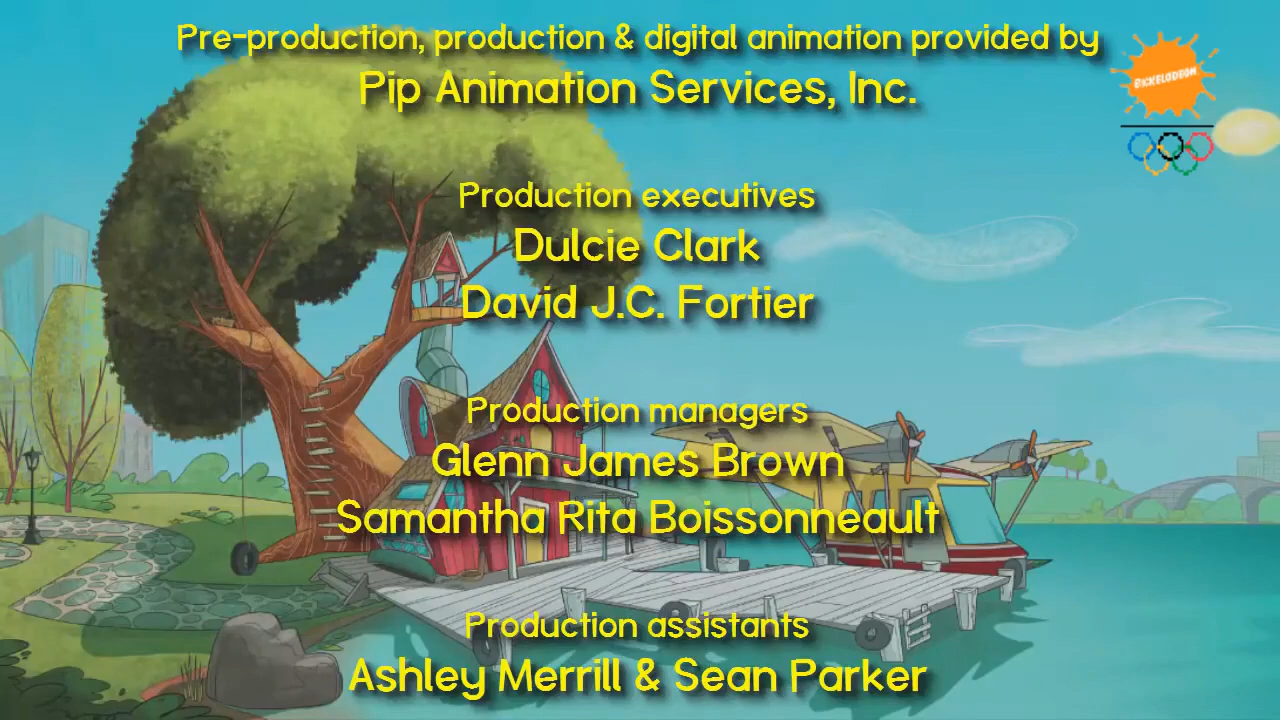 Pre-production, production & digital animation provided by
Pip Animation Services, Inc.
NICKELODEON
Production executives
Dulcie Clark
David J.C. Fortier
Production managers
Glenn James Brown
Samantha Rita Boissonneault
Production assistants
Ashley Merrill & Sean Parker